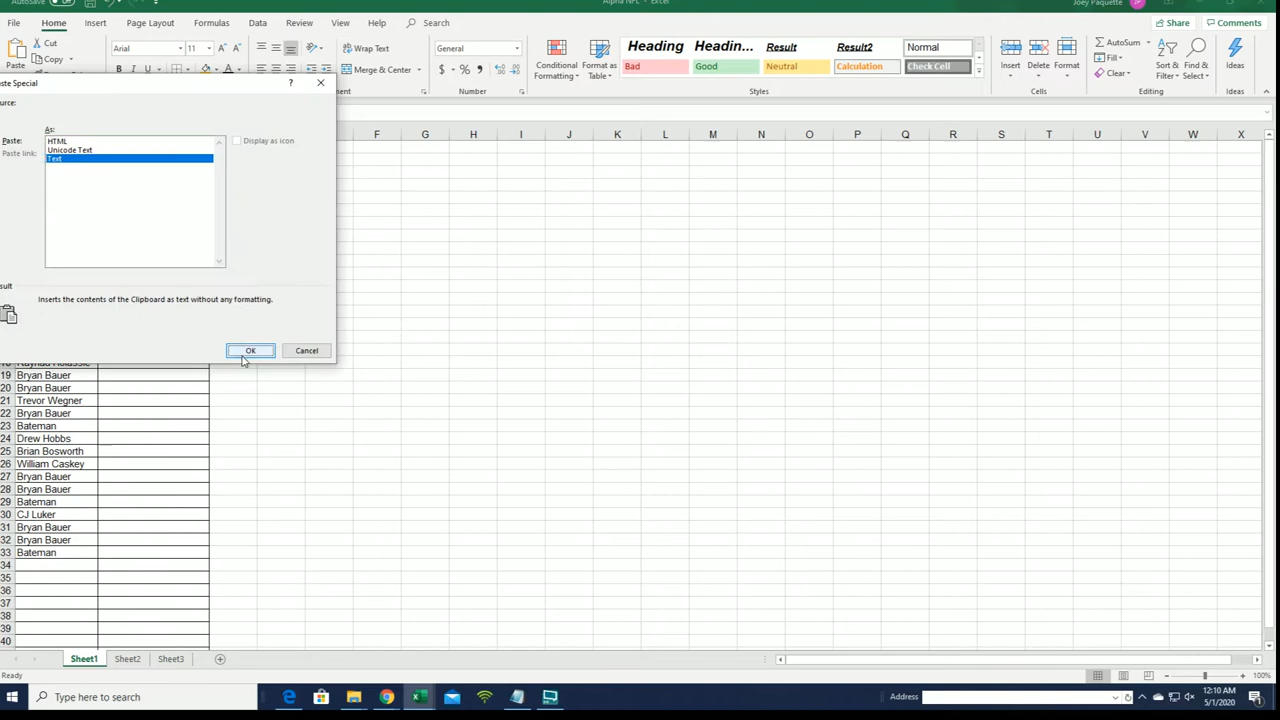 AutoSave
Alpha NFL - Excel
Joey Paquette
JP
File Home Insert Page Layout Formulas Data Review View Help Search
Share Comments
Paste
Cut
Copy
Arial 11 A A
B I U A
Wrap Text
Merge & Center
General
$ % 9
Conditional Formatting
Format as Table
Heading Headin... Result Result2 Normal
Bad Good Neutral Calculation Check Cell
Insert Delete Format
AutoSum
Fill
Clear
Sort & Filter
Find & Select
Ideas
Alignment Number Styles Cells Editing Ideas
F G H I J K L M N O P Q R S T U V W X
aste Special
? ×
ource:
As:
Paste:
Paste link:
HTML
Unicode Text
Text
Display as icon
esult
Inserts the contents of the Clipboard as text without any formatting.
OK Cancel
19 Bryan Bauer
20 Bryan Bauer
21 Trevor Wegner
22 Bryan Bauer
23 Bateman
24 Drew Hobbs
25 Brian Bosworth
26 William Caskey
27 Bryan Bauer
28 Bryan Bauer
29 Bateman
30 CJ Luker
31 Bryan Bauer
32 Bryan Bauer
33 Bateman
34
35
36
37
38
39
40
Sheet1 Sheet2 Sheet3
Ready
100%
Type here to search
Address
12:10 AM
5/1/2020